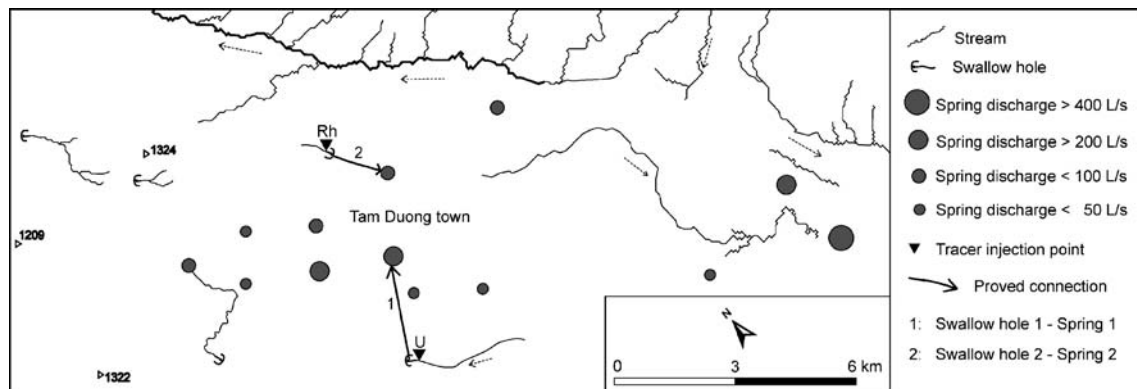 Rh
1324
2
Tam Duong town
1209
1
U
1322
N
0 3 6 km
Stream
Swallow hole
Spring discharge > 400 L/s
Spring discharge > 200 L/s
Spring discharge < 100 L/s
Spring discharge < 50 L/s
Tracer injection point
Proved connection
1: Swallow hole 1 - Spring 1
2: Swallow hole 2 - Spring 2